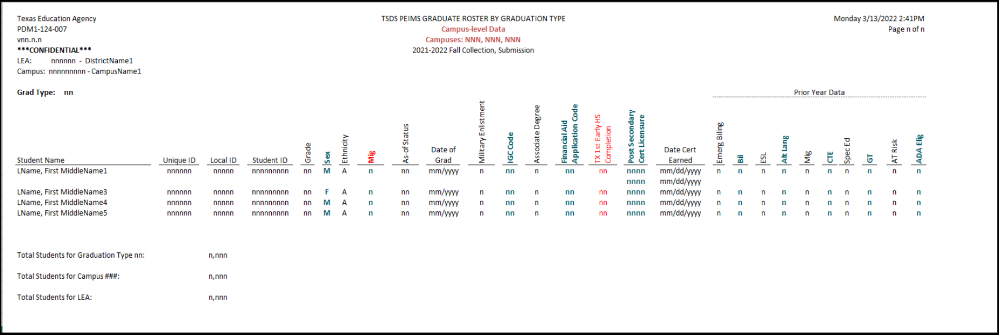 Texas Education Agency
TSDS PEIMS GRADUATE ROSTER BY GRADUATION TYPE
Monday 3/13/2022 2:41PM
PDM1-124-007
Campus-level Data
Page n of n
vnn.n.n
Campuses: NNN, NNN, NNN
***CONFIDENTIAL***
2021-2022 Fall Collection, Submission
LEA: nnnnnn - DistrictName1
Campus: nnnnnnnnn - CampusName1
Grad Type: nn
Prior Year Data
Student Name
Unique ID
Local ID
Student ID
Grade
Sex
Ethnicity
Mig
As-of Status
Date of
Grad
Military Enlistment
IGC Code
Associate Degree
Financial Aid
Application Code
TX 1st Early HS
Completion
Post Secondary
Cert Licensure
Date Cert
Earned
Emerg Biling
Bil
ESL
Alt Lang
Mig
CTE
Spec Ed
GT
AT Risk
ADA Elig
LName, First MiddleName1 nnnnnn nnnnn nnnnnnnnn nn M A n nn mm/yyyy n nn n nn nn nnnn mm/dd/yyyy n n n n n n n n n n
nnnn mm/dd/yyyy
LName, First MiddleName3 nnnnnn nnnnn nnnnnnnnn nn F A n nn mm/yyyy n nn n nn nn nnnn mm/dd/yyyy n n n n n n n n n n
LName, First MiddleName4 nnnnnn nnnnn nnnnnnnnn nn M A n nn mm/yyyy n nn n nn nn nnnn mm/dd/yyyy n n n n n n n n n n
LName, First MiddleName5 nnnnnn nnnnn nnnnnnnnn nn M A n nn mm/yyyy n nn n nn nn nnnn mm/dd/yyyy n n n n n n n n n n
Total Students for Graduation Type nn: n,nnn
Total Students for Campus ###: n,nnn
Total Students for LEA: n,nnn